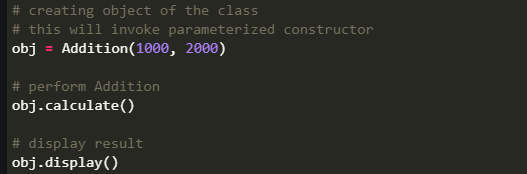 # creating object of the class
# this will invoke parameterized constructor
obj = Addition(1000, 2000)
# perform Addition
obj.calculate()
# display result
obj.display()